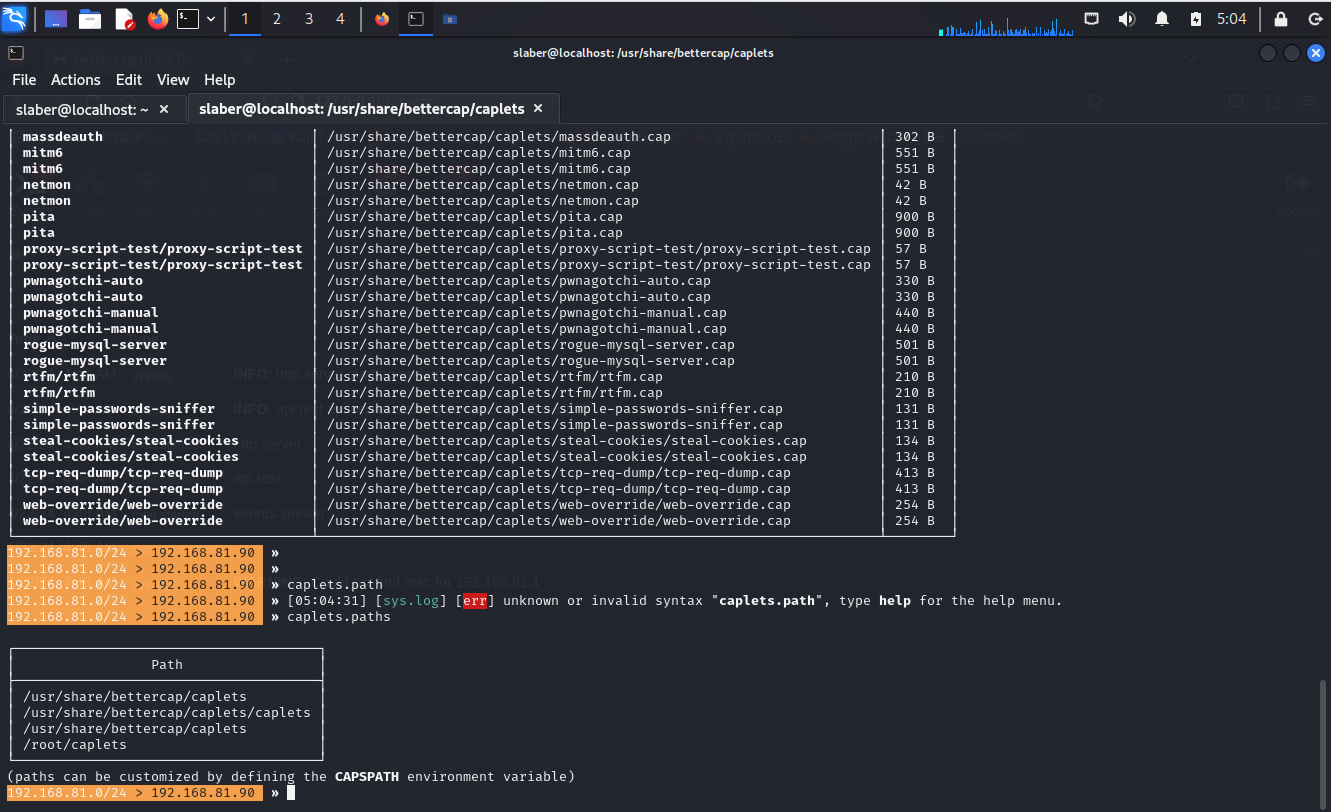 1 2 3 4 5:04
slaber@localhost: /usr/share/bettercap/caplets
File Actions Edit View Help
slaber@localhost: ~ × slaber@localhost: /usr/share/bettercap/caplets ×
massdeauth /usr/share/bettercap/caplets/massdeauth.cap 302 B
mitm6 /usr/share/bettercap/caplets/mitm6.cap 551 B
mitm6 /usr/share/bettercap/caplets/mitm6.cap 551 B
netmon /usr/share/bettercap/caplets/netmon.cap 42 B
netmon /usr/share/bettercap/caplets/netmon.cap 42 B
pita /usr/share/bettercap/caplets/pita.cap 900 B
pita /usr/share/bettercap/caplets/pita.cap 900 B
proxy-script-test/proxy-script-test /usr/share/bettercap/caplets/proxy-script-test/proxy-script-test.cap 57 B
proxy-script-test/proxy-script-test /usr/share/bettercap/caplets/proxy-script-test/proxy-script-test.cap 57 B
pwnagotchi-auto /usr/share/bettercap/caplets/pwnagotchi-auto.cap 330 B
pwnagotchi-auto /usr/share/bettercap/caplets/pwnagotchi-auto.cap 330 B
pwnagotchi-manual /usr/share/bettercap/caplets/pwnagotchi-manual.cap 440 B
pwnagotchi-manual /usr/share/bettercap/caplets/pwnagotchi-manual.cap 440 B
rogue-mysql-server /usr/share/bettercap/caplets/rogue-mysql-server.cap 501 B
rogue-mysql-server /usr/share/bettercap/caplets/rogue-mysql-server.cap 501 B
rtfm/rtfm /usr/share/bettercap/caplets/rtfm/rtfm.cap 210 B
rtfm/rtfm /usr/share/bettercap/caplets/rtfm/rtfm.cap 210 B
simple-passwords-sniffer /usr/share/bettercap/caplets/simple-passwords-sniffer.cap 131 B
simple-passwords-sniffer /usr/share/bettercap/caplets/simple-passwords-sniffer.cap 131 B
steal-cookies/steal-cookies /usr/share/bettercap/caplets/steal-cookies/steal-cookies.cap 134 B
steal-cookies/steal-cookies /usr/share/bettercap/caplets/steal-cookies/steal-cookies.cap 134 B
tcp-req-dump/tcp-req-dump /usr/share/bettercap/caplets/tcp-req-dump/tcp-req-dump.cap 413 B
tcp-req-dump/tcp-req-dump /usr/share/bettercap/caplets/tcp-req-dump/tcp-req-dump.cap 413 B
web-override/web-override /usr/share/bettercap/caplets/web-override/web-override.cap 254 B
web-override/web-override /usr/share/bettercap/caplets/web-override/web-override.cap 254 B
192.168.81.0/24 > 192.168.81.90 »
192.168.81.0/24 > 192.168.81.90 »
192.168.81.0/24 > 192.168.81.90 » caplets.path
192.168.81.0/24 > 192.168.81.90 » [05:04:31] [sys.log] [err] unknown or invalid syntax "caplets.path", type help for the help menu.
192.168.81.0/24 > 192.168.81.90 » caplets.paths
Path
/usr/share/bettercap/caplets
/usr/share/bettercap/caplets/caplets
/usr/share/bettercap/caplets
/root/caplets
(paths can be customized by defining the CAPSPATH environment variable)
192.168.81.0/24 > 192.168.81.90 »